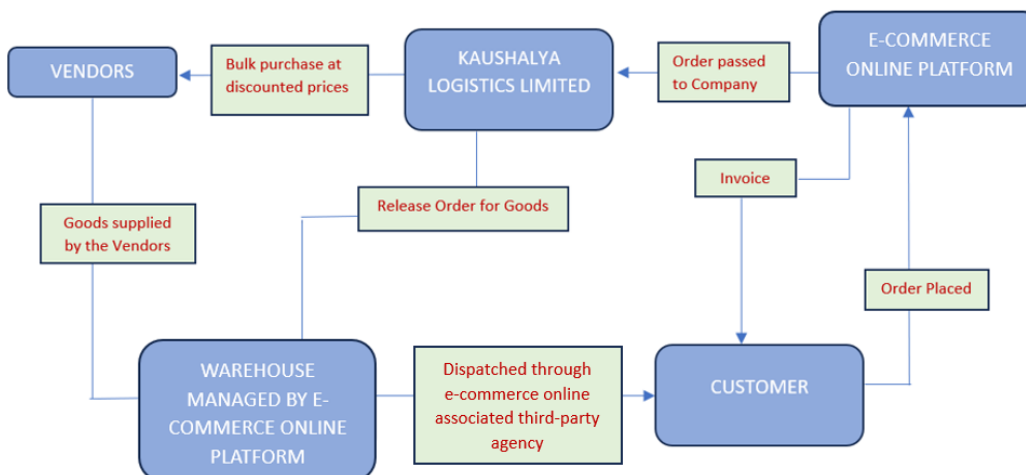 VENDORS
Bulk purchase at
discounted prices
KAUSHALYA
LOGISTICS LIMITED
Order passed
to Company
E-COMMERCE
ONLINE PLATFORM
Invoice
Release Order for Goods
Goods supplied
by the Vendors
Order Placed
WAREHOUSE
MANAGED BY E-
COMMERCE ONLINE
PLATFORM
Dispatched through
e-commerce online
associated third-party
agency
CUSTOMER